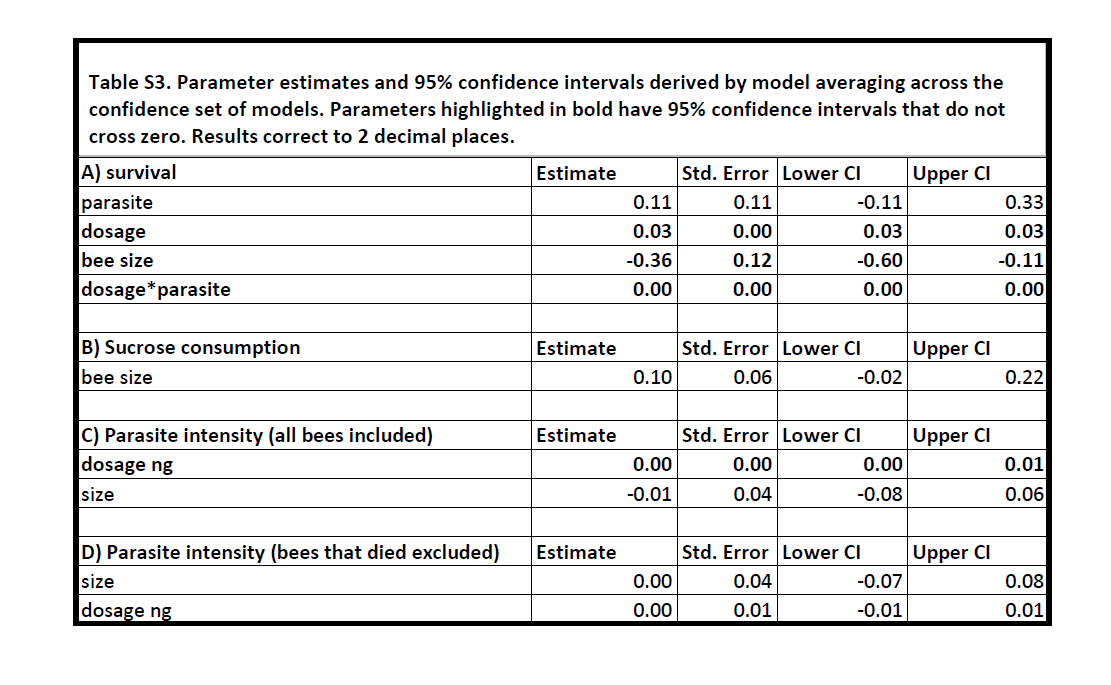 Table S3. Parameter estimates and 95% confidence intervals derived by model averaging across the
confidence set of models. Parameters highlighted in bold have 95% confidence intervals that do not
cross zero. Results correct to 2 decimal places.
A) survival Estimate Std. Error Lower CI Upper CI
parasite 0.11 0.11 -0.11 0.33
dosage 0.03 0.00 0.03 0.03
bee size -0.36 0.12 -0.60 -0.11
dosage*parasite 0.00 0.00 0.00 0.00
B) Sucrose consumption Estimate Std. Error Lower CI Upper CI
bee size 0.10 0.06 -0.02 0.22
C) Parasite intensity (all bees included) Estimate Std. Error Lower CI Upper CI
dosage ng 0.00 0.00 0.00 0.01
size -0.01 0.04 -0.08 0.06
D) Parasite intensity (bees that died excluded) Estimate Std. Error Lower CI Upper CI
size 0.00 0.04 -0.07 0.08
dosage ng 0.00 0.01 -0.01 0.01